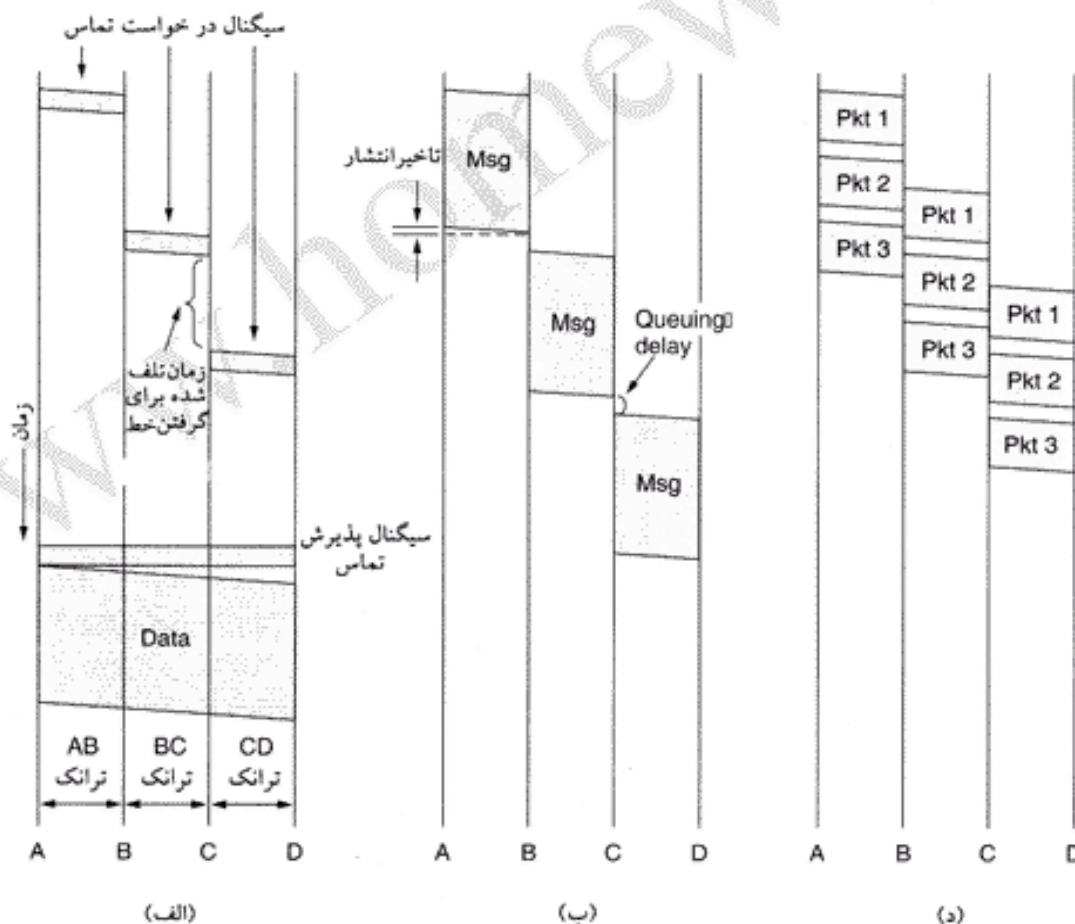 سیگنال در خواست تماس
تاخیرانتشار
زمان‌تلف
شده برای
گرفتن‌خط
زمان
سیگنال پذیرش
تماس
Data
AB
ترانک
BC
ترانک
CD
ترانک
A
B
C
D
(الف)
Msg
Msg
Queuing
delay
Msg
A
B
C
D
(ب)
Pkt 1
Pkt 2
Pkt 3
Pkt 1
Pkt 2
Pkt 3
Pkt 1
Pkt 2
Pkt 3
A
B
C
D
(د)